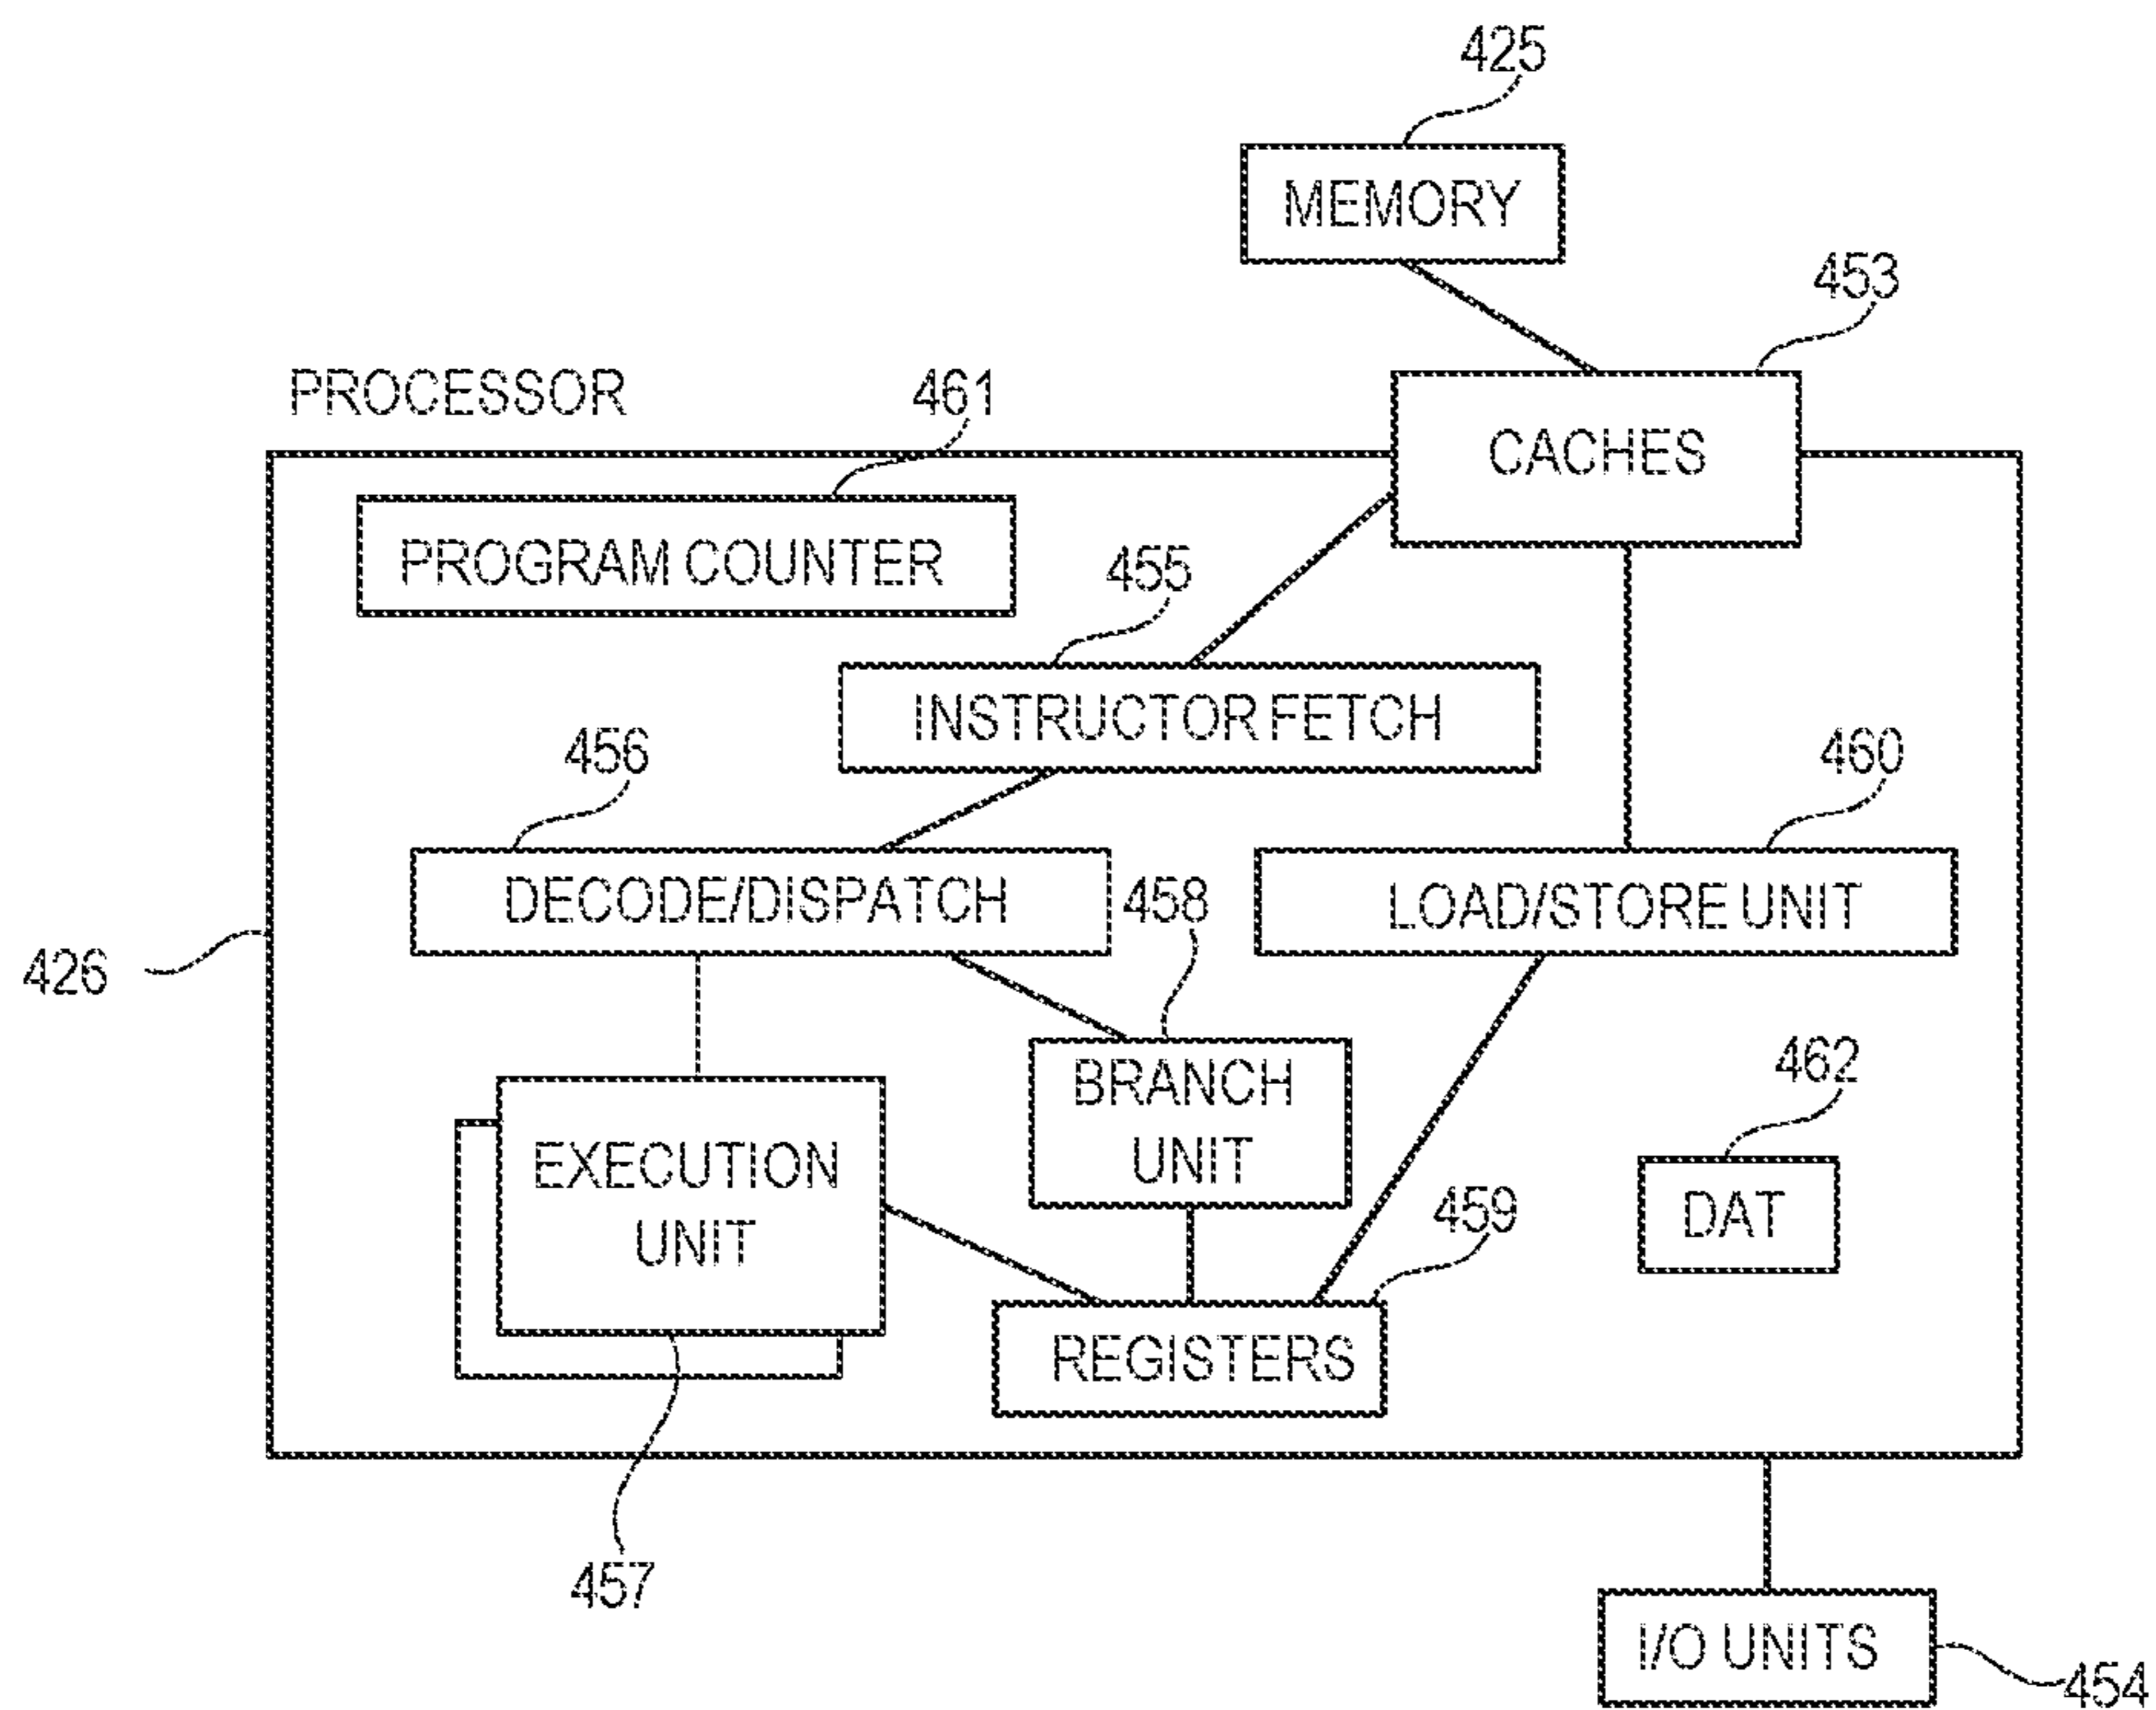 425
MEMORY
453
PROCESSOR
461
CACHES
PROGRAM COUNTER
455
INSTRUCTOR FETCH
456
460
DECODE/DISPATCH
458
LOAD/STORE UNIT
426
BRANCH
UNIT
462
EXECUTION
UNIT
459
DAT
REGISTERS
457
I/O UNITS
454